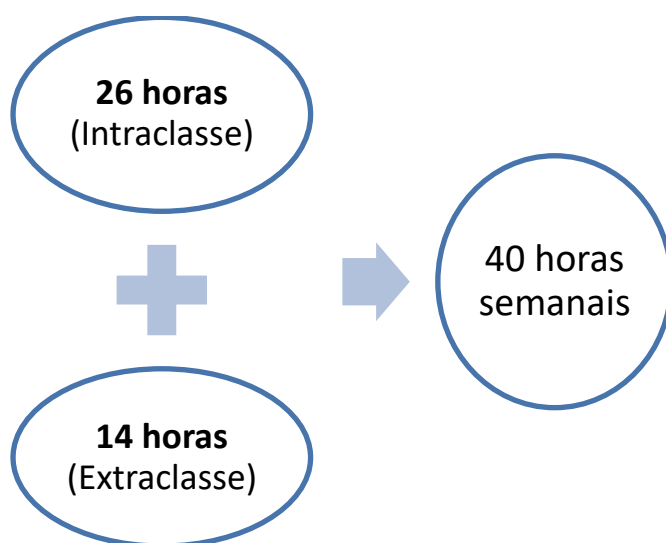 26 horas
(Intraclasse)
14 horas
(Extraclasse)
40 horas
semanais